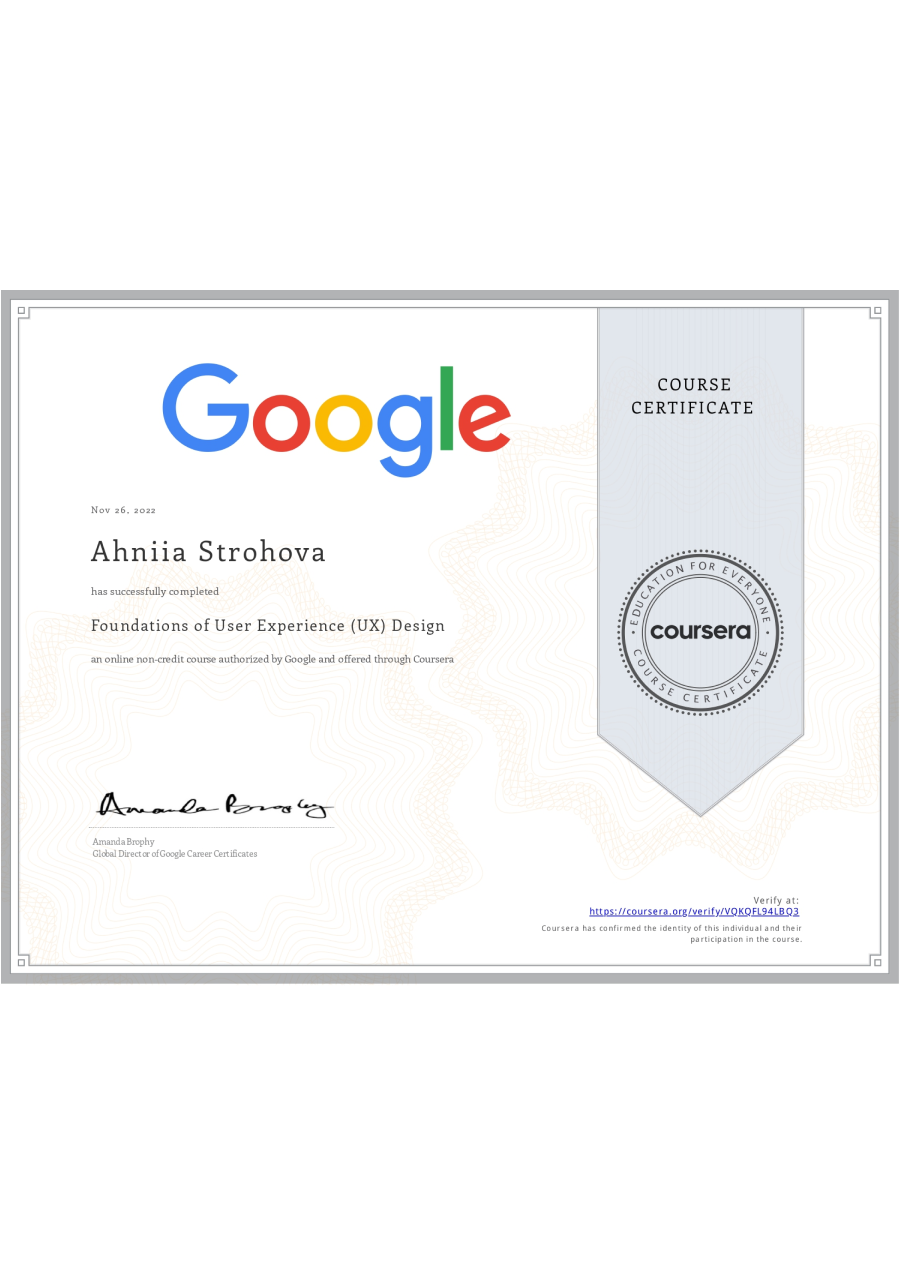 Google
COURSE
CERTIFICATE
Nov 26, 2022
Ahniia Strohova
has successfully completed
Foundations of User Experience (UX) Design
an online non-credit course authorized by Google and offered through Coursera
EDUCATION FOR EVERYONE
coursera
COURSE CERTIFICATE
Amanda Brophy
Amanda Brophy
Global Director of Google Career Certificates
Verify at:
https://coursera.org/verify/VQKQFL94LBQ3
Coursera has confirmed the identity of this individual and their
participation in the course.